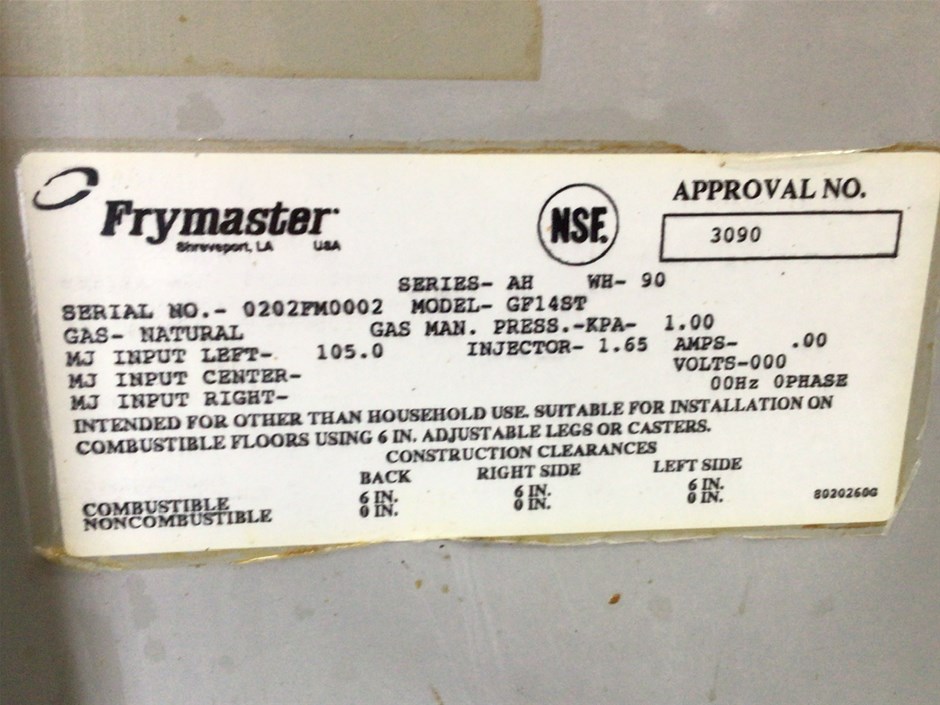 Frymaster
Shreveport, LA USA
NSF.
APPROVAL NO.
3090
SERIES- AH WH- 90
SERIAL NO.- 0202FM0002 MODEL- GF14ST
GAS- NATURAL GAS MAN. PRESS.-KPA- 1.00
MJ INPUT LEFT- 105.0 INJECTOR- 1.65 AMPS- .00
MJ INPUT CENTER- VOLTS-000
MJ INPUT RIGHT- 00Hz 0PHASE
INTENDED FOR OTHER THAN HOUSEHOLD USE. SUITABLE FOR INSTALLATION ON
COMBUSTIBLE FLOORS USING 6 IN. ADJUSTABLE LEGS OR CASTERS.
CONSTRUCTION CLEARANCES
BACK RIGHT SIDE LEFT SIDE
COMBUSTIBLE 6 IN. 6 IN. 6 IN.
NONCOMBUSTIBLE 0 IN. 0 IN. 0 IN.
8020260G